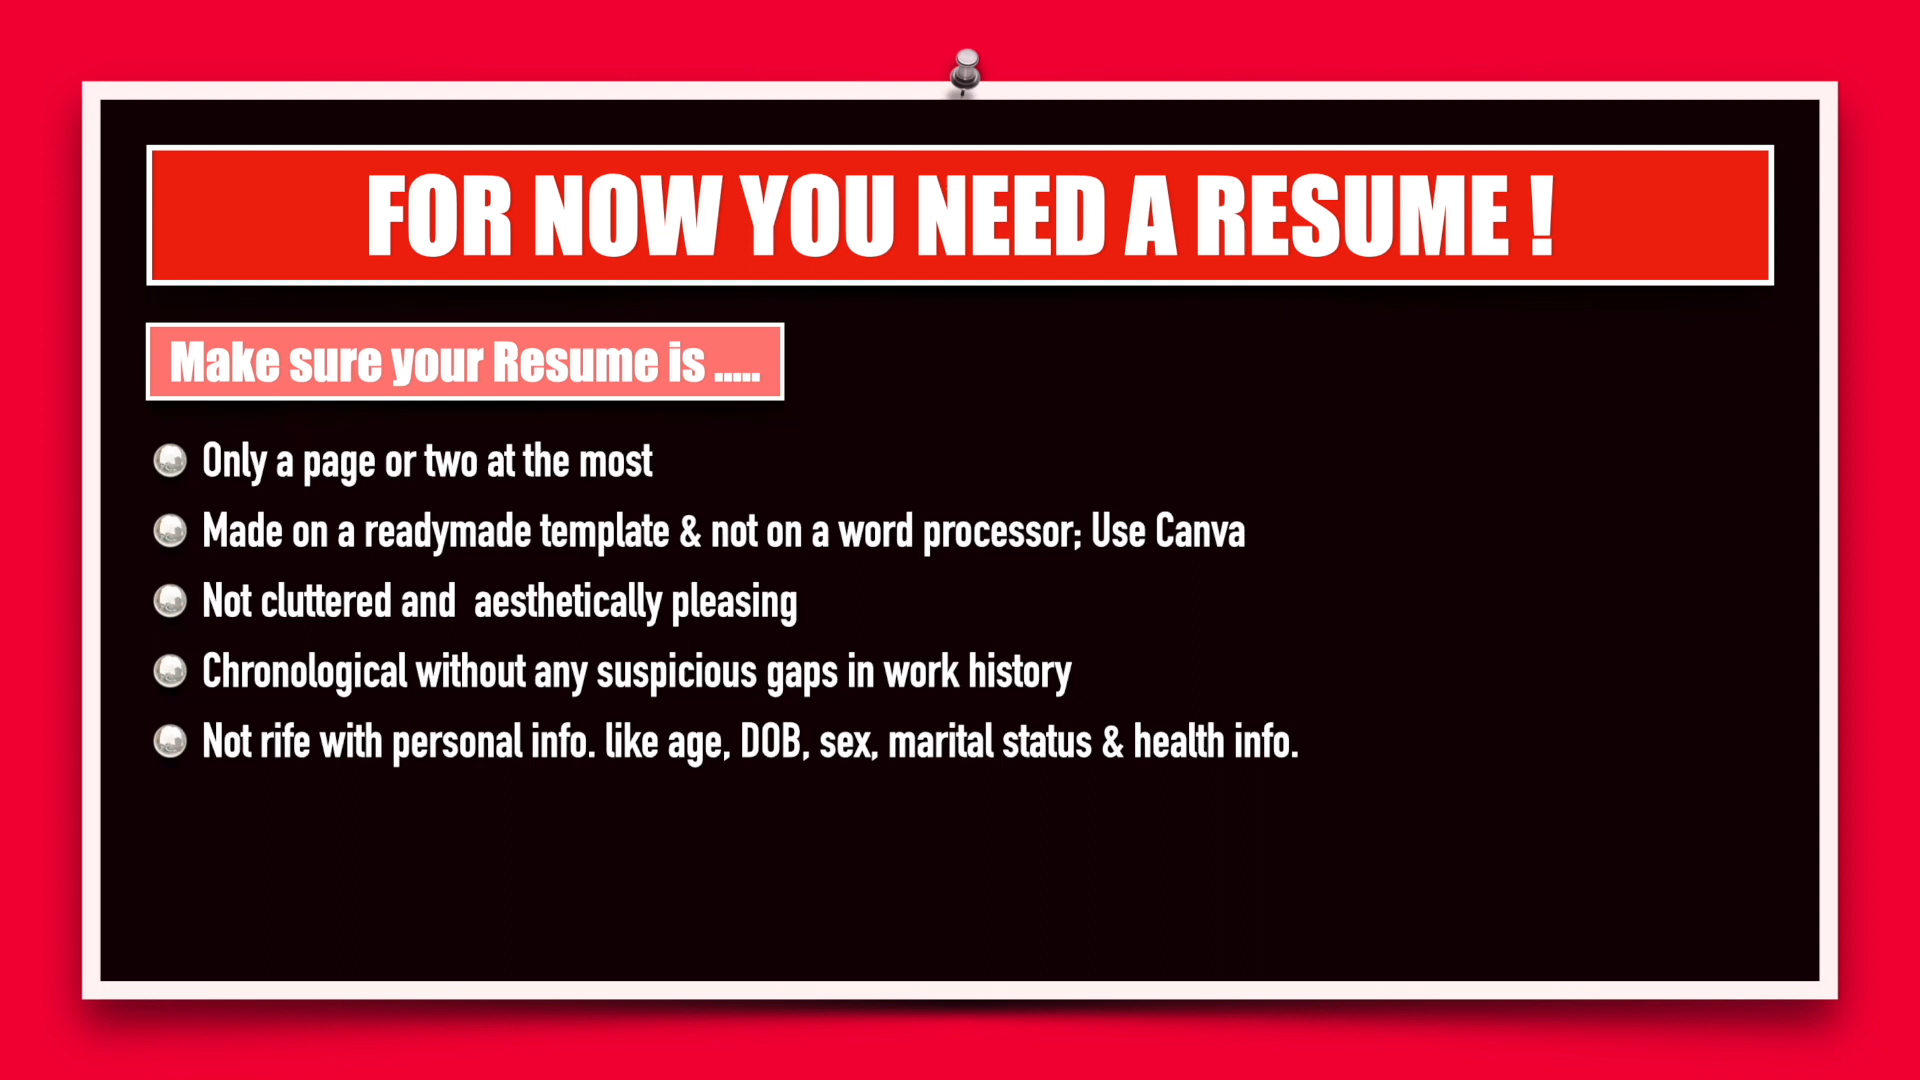 FOR NOW YOU NEED A RESUME !
Make sure your Resume is .....
Only a page or two at the most
Made on a readymade template & not on a word processor; Use Canva
Not cluttered and  aesthetically pleasing
Chronological without any suspicious gaps in work history
Not rife with personal info. like age, DOB, sex, marital status & health info.